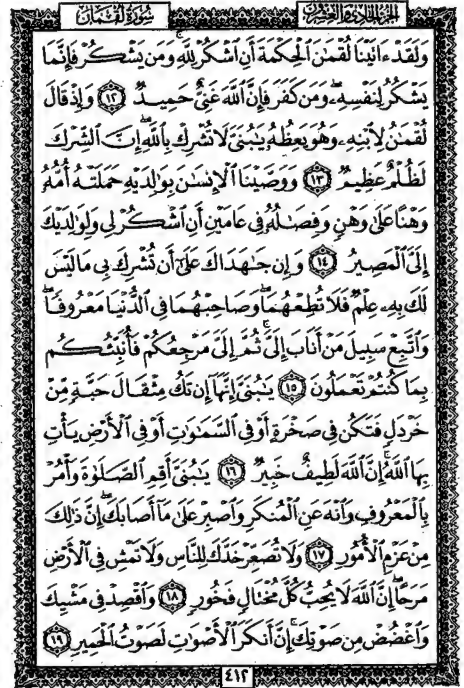 الجزء الحادي والعشرون
سورة لقمان
وَلَقَدْ ءَاتَيْنَا لُقْمَٰنَ ٱلْحِكْمَةَ أَنِ ٱشْكُرْ لِلَّهِ ۚ وَمَن يَشْكُرْ فَإِنَّمَا
يَشْكُرُ لِنَفْسِهِۦ ۖ وَمَن كَفَرَ فَإِنَّ ٱللَّهَ غَنِىٌّ حَمِيدٌ ١٢ وَإِذْ قَالَ
لُقْمَٰنُ لِٱبْنِهِۦ وَهُوَ يَعِظُهُۥ يَٰبُنَىَّ لَا تُشْرِكْ بِٱللَّهِ ۖ إِنَّ ٱلشِّرْكَ
لَظُلْمٌ عَظِيمٌ ١٣ وَوَصَّيْنَا ٱلْإِنسَٰنَ بِوَٰلِدَيْهِ حَمَلَتْهُ أُمُّهُۥ
وَهْنًا عَلَىٰ وَهْنٍ وَفِصَٰلُهُۥ فِى عَامَيْنِ أَنِ ٱشْكُرْ لِى وَلِوَٰلِدَيْكَ
إِلَىَّ ٱلْمَصِيرُ ١٤ وَإِن جَٰهَدَاكَ عَلَىٰٓ أَن تُشْرِكَ بِى مَا لَيْسَ
لَكَ بِهِۦ عِلْمٌ فَلَا تُطِعْهُمَا ۖ وَصَاحِبْهُمَا فِى ٱلدُّنْيَا مَعْرُوفًا ۖ
وَٱتَّبِعْ سَبِيلَ مَنْ أَنَابَ إِلَىَّ ۚ ثُمَّ إِلَىَّ مَرْجِعُكُمْ فَأُنَبِّئُكُم
بِمَا كُنتُمْ تَعْمَلُونَ ١٥ يَٰبُنَىَّ إِنَّهَآ إِن تَكُ مِثْقَالَ حَبَّةٍ مِّنْ
خَرْدَلٍ فَتَكُن فِى صَخْرَةٍ أَوْ فِى ٱلسَّمَٰوَٰتِ أَوْ فِى ٱلْأَرْضِ يَأْتِ
بِهَا ٱللَّهُ ۚ إِنَّ ٱللَّهَ لَطِيفٌ خَبِيرٌ ١٦ يَٰبُنَىَّ أَقِمِ ٱلصَّلَوٰةَ وَأْمُرْ
بِٱلْمَعْرُوفِ وَٱنْهَ عَنِ ٱلْمُنكَرِ وَٱصْبِرْ عَلَىٰ مَآ أَصَابَكَ ۖ إِنَّ ذَٰلِكَ
مِنْ عَزْمِ ٱلْأُمُورِ ١٧ وَلَا تُصَعِّرْ خَدَّكَ لِلنَّاسِ وَلَا تَمْشِ فِى ٱلْأَرْضِ
مَرَحًا ۖ إِنَّ ٱللَّهَ لَا يُحِبُّ كُلَّ مُخْتَالٍ فَخُورٍ ١٨ وَٱقْصِدْ فِى مَشْيِكَ
وَٱغْضُضْ مِن صَوْتِكَ ۚ إِنَّ أَنكَرَ ٱلْأَصْوَٰتِ لَصَوْتُ ٱلْحَمِيرِ ١٩
٤١٢